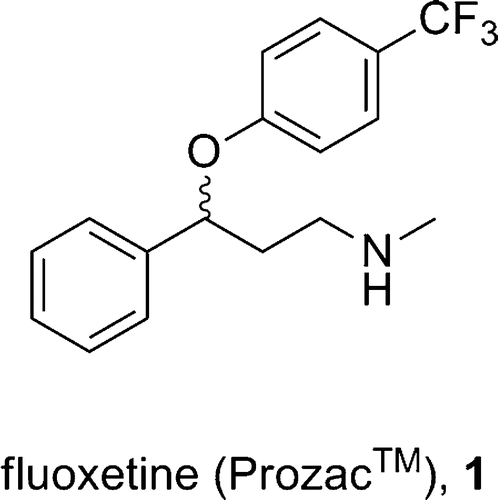 CF3
O
N
H
fluoxetine (Prozac™), 1